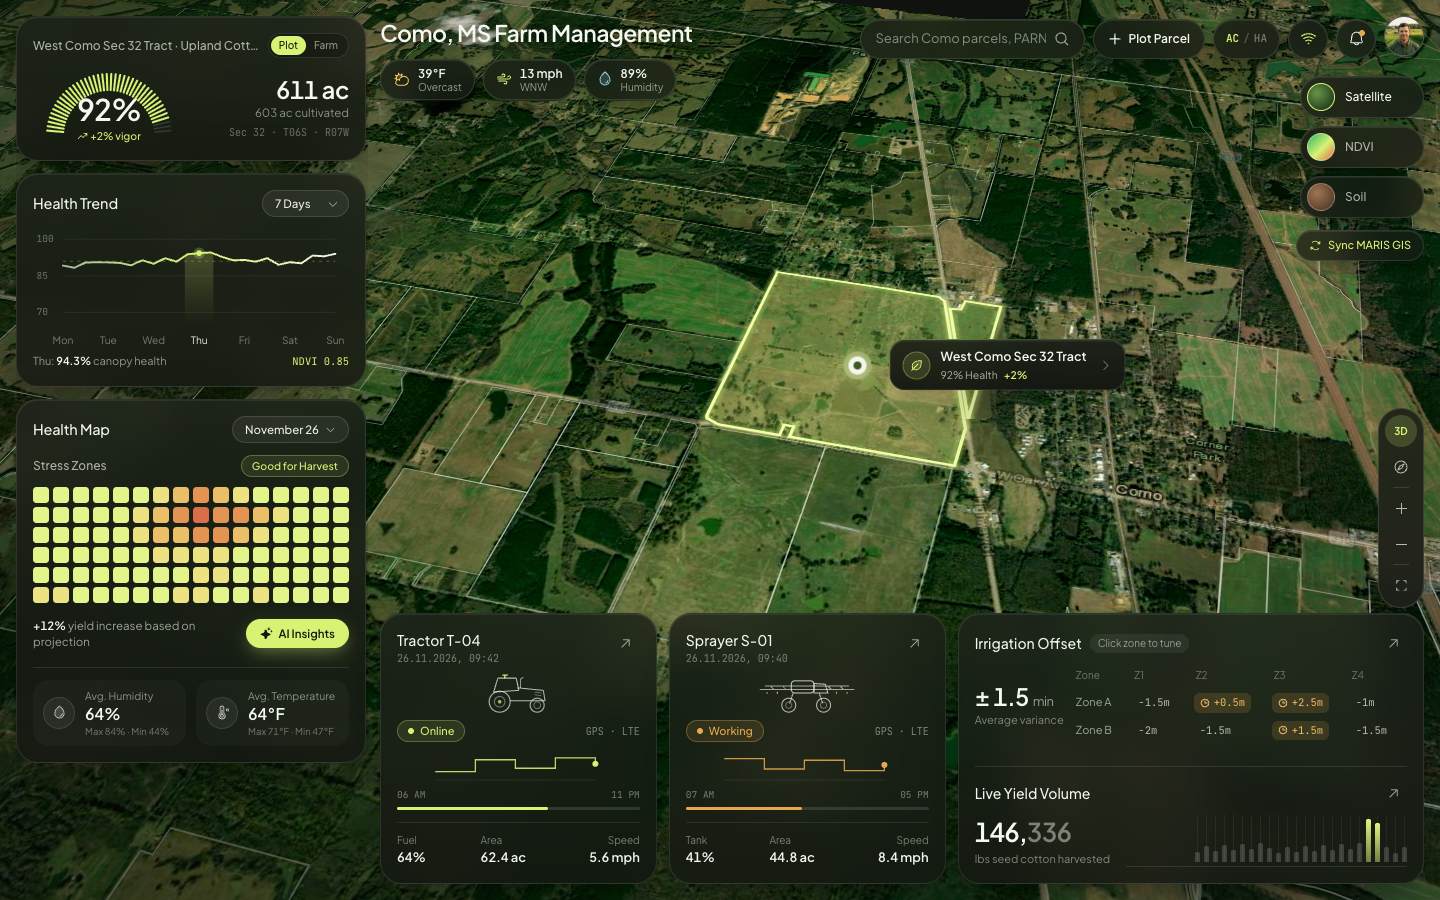 West Como Sec 32 Tract · Upland Cott...
Plot
Farm
92%
+2% vigor
611 ac
603 ac cultivated
Sec 32 · T06S · R07W
Health Trend
7 Days
100
85
70
Mon
Tue
Wed
Thu
Fri
Sat
Sun
Thu: 94.3% canopy health
NDVI 0.85
Health Map
November 26
Stress Zones
Good for Harvest
+12% yield increase based on
projection
AI Insights
Avg. Humidity
64%
Max 84% · Min 44%
Avg. Temperature
64°F
Max 71°F · Min 47°F
Como, MS Farm Management
39°F
Overcast
13 mph
WNW
89%
Humidity
Search Como parcels, PARN
Plot Parcel
AC / HA
Satellite
NDVI
Soil
Sync MARIS GIS
West Como Sec 32 Tract
92% Health +2%
Corner
Park
Como
3D
Tractor T-04
26.11.2026, 09:42
Online
GPS · LTE
06 AM
11 PM
Fuel
Area
Speed
64%
62.4 ac
5.6 mph
Sprayer S-01
26.11.2026, 09:40
Working
GPS · LTE
07 AM
05 PM
Tank
Area
Speed
41%
44.8 ac
8.4 mph
Irrigation Offset
Click zone to tune
±1.5 min
Average variance
Zone Z1 Z2 Z3 Z4
Zone A -1.5m +0.5m +2.5m -1m
Zone B -2m -1.5m +1.5m -1.5m
Live Yield Volume
146,336
lbs seed cotton harvested